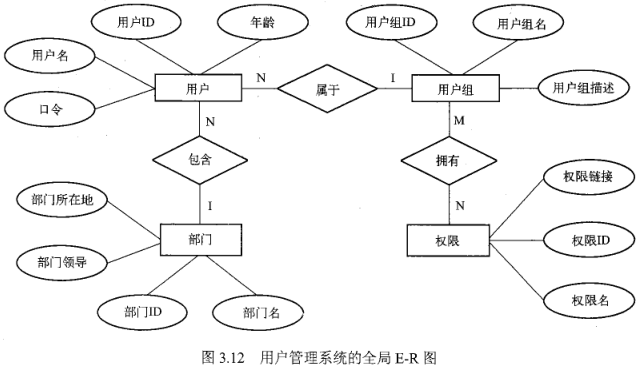 用户ID
年龄
用户组ID
用户组名
用户名
用户
N
属于
I
用户组
用户组描述
口令
N
M
包含
拥有
权限链接
部门所在地
I
N
部门
权限
权限ID
部门领导
部门ID
部门名
权限名
图 3.12 用户管理系统的全局 E-R 图